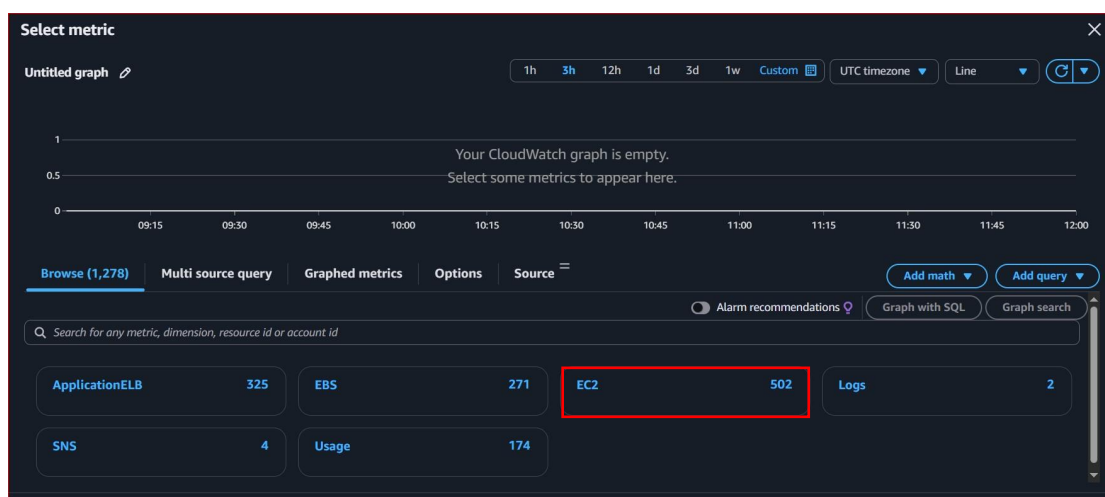 Select metric
Untitled graph
1h 3h 12h 1d 3d 1w Custom UTC timezone Line
1
Your CloudWatch graph is empty.
0.5
Select some metrics to appear here.
0
09:15 09:30 09:45 10:00 10:15 10:30 10:45 11:00 11:15 11:30 11:45 12:00
Browse (1,278) Multi source query Graphed metrics Options Source Add math Add query
Alarm recommendations Graph with SQL Graph search
Search for any metric, dimension, resource id or account id
ApplicationELB 325 EBS 271 EC2 502 Logs 2
SNS 4 Usage 174